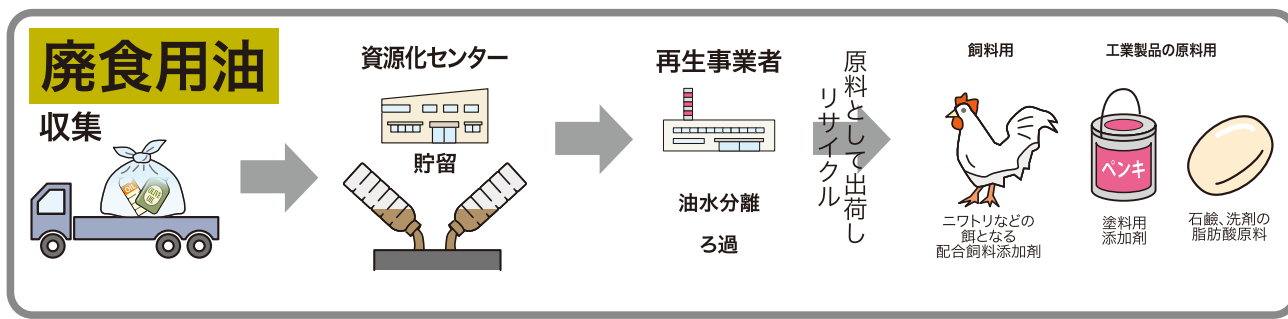 廃食用油
収集
資源化センター
貯留
再生事業者
油水分離
ろ過
原料として出荷し
リサイクル
飼料用
ニワトリなどの
餌となる
配合飼料添加剤
工業製品の原料用
ペンキ
塗料用
添加剤
石鹸、洗剤の
脂肪酸原料